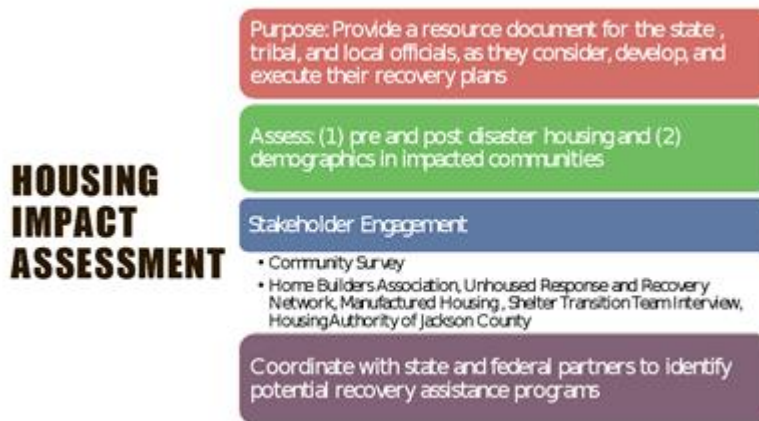 HOUSING
IMPACT
ASSESSMENT
Purpose: Provide a resource document for the state ,
tribal, and local officials, as they consider, develop, and
execute their recovery plans
Assess: (1) pre and post disaster housing and (2)
demographics in impacted communities
Stakeholder Engagement
• Community Survey
• Home Builders Association, Unhoused Response and Recovery
Network, Manufactured Housing , Shelter Transition Team Interview,
Housing Authority of Jackson County
Coordinate with state and federal partners to identify
potential recovery assistance programs